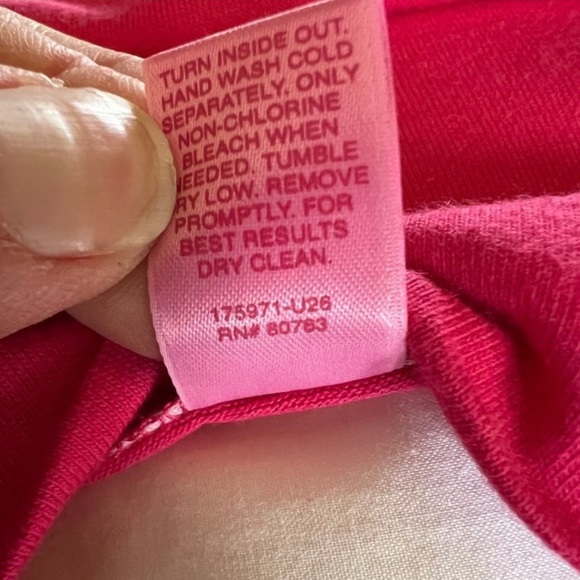 TURN INSIDE OUT.
HAND WASH COLD
SEPARATELY. ONLY
NON-CHLORINE
BLEACH WHEN
NEEDED. TUMBLE
DRY LOW. REMOVE
PROMPTLY. FOR
BEST RESULTS
DRY CLEAN.
175971-U26
RN# 60783